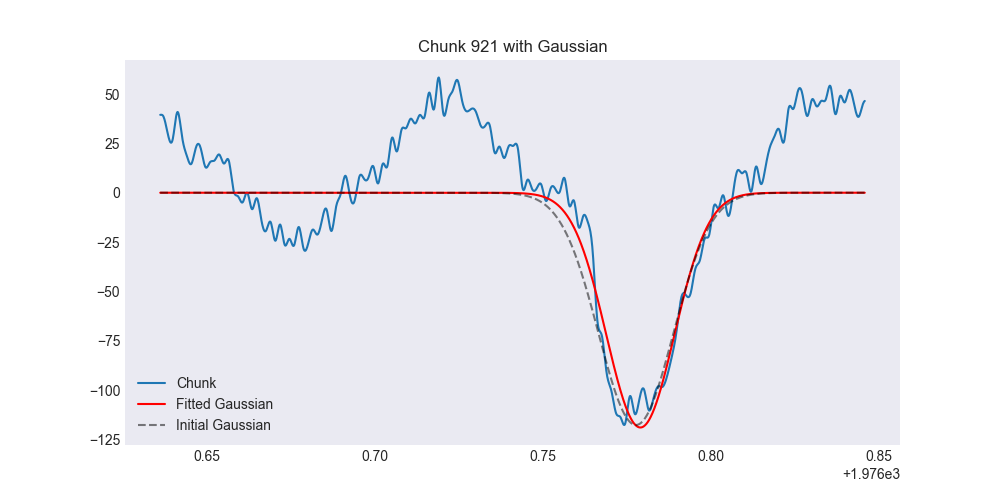 Chunk 921 with Gaussian
50
25
0
−25
−50
−75
−100
−125
Chunk
Fitted Gaussian
Initial Gaussian
0.65 0.70 0.75 0.80 0.85
+1.976e3